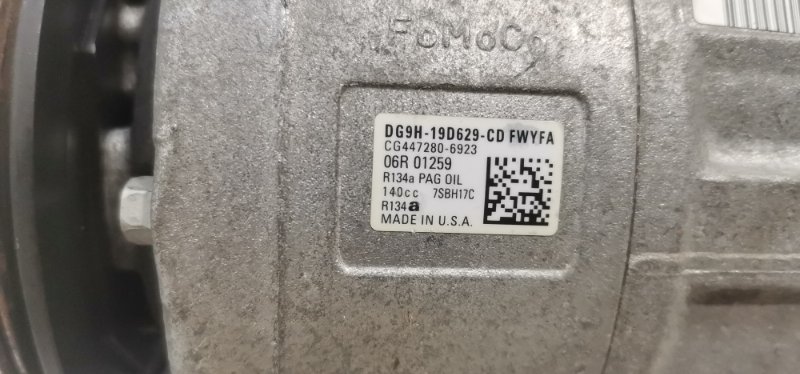 FoMoCo
DG9H-19D629-CD FWYFA
CG447280-6923
06R 01259
R134a PAG OIL
140cc 7SBH17C
R134a
MADE IN U.S.A.